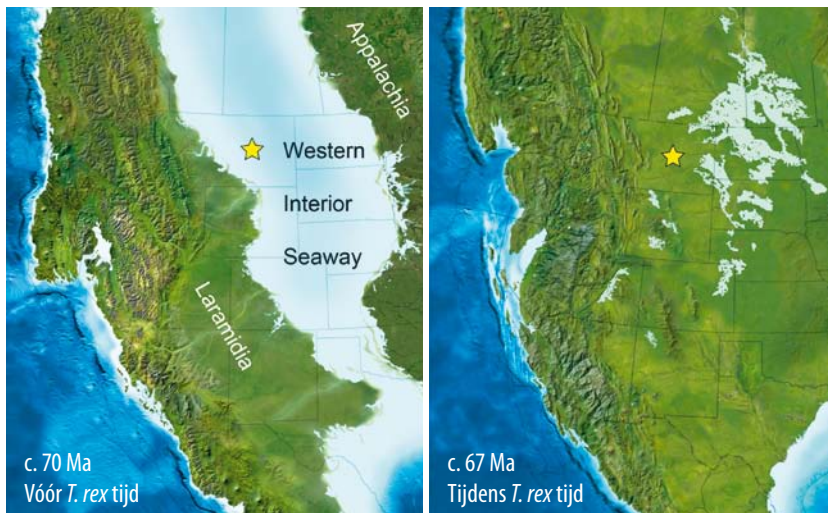 Appalachia
Western
Interior
Seaway
Laramidia
c. 70 Ma
Vóór T. rex tijd
c. 67 Ma
Tijdens T. rex tijd